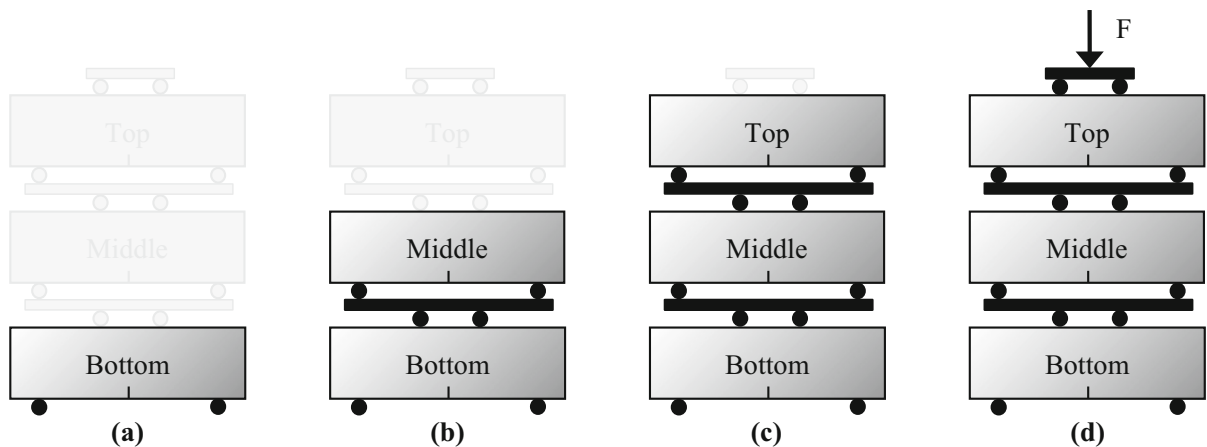 F
Top Top Top Top
Middle Middle Middle Middle
Bottom Bottom Bottom Bottom
(a) (b) (c) (d)